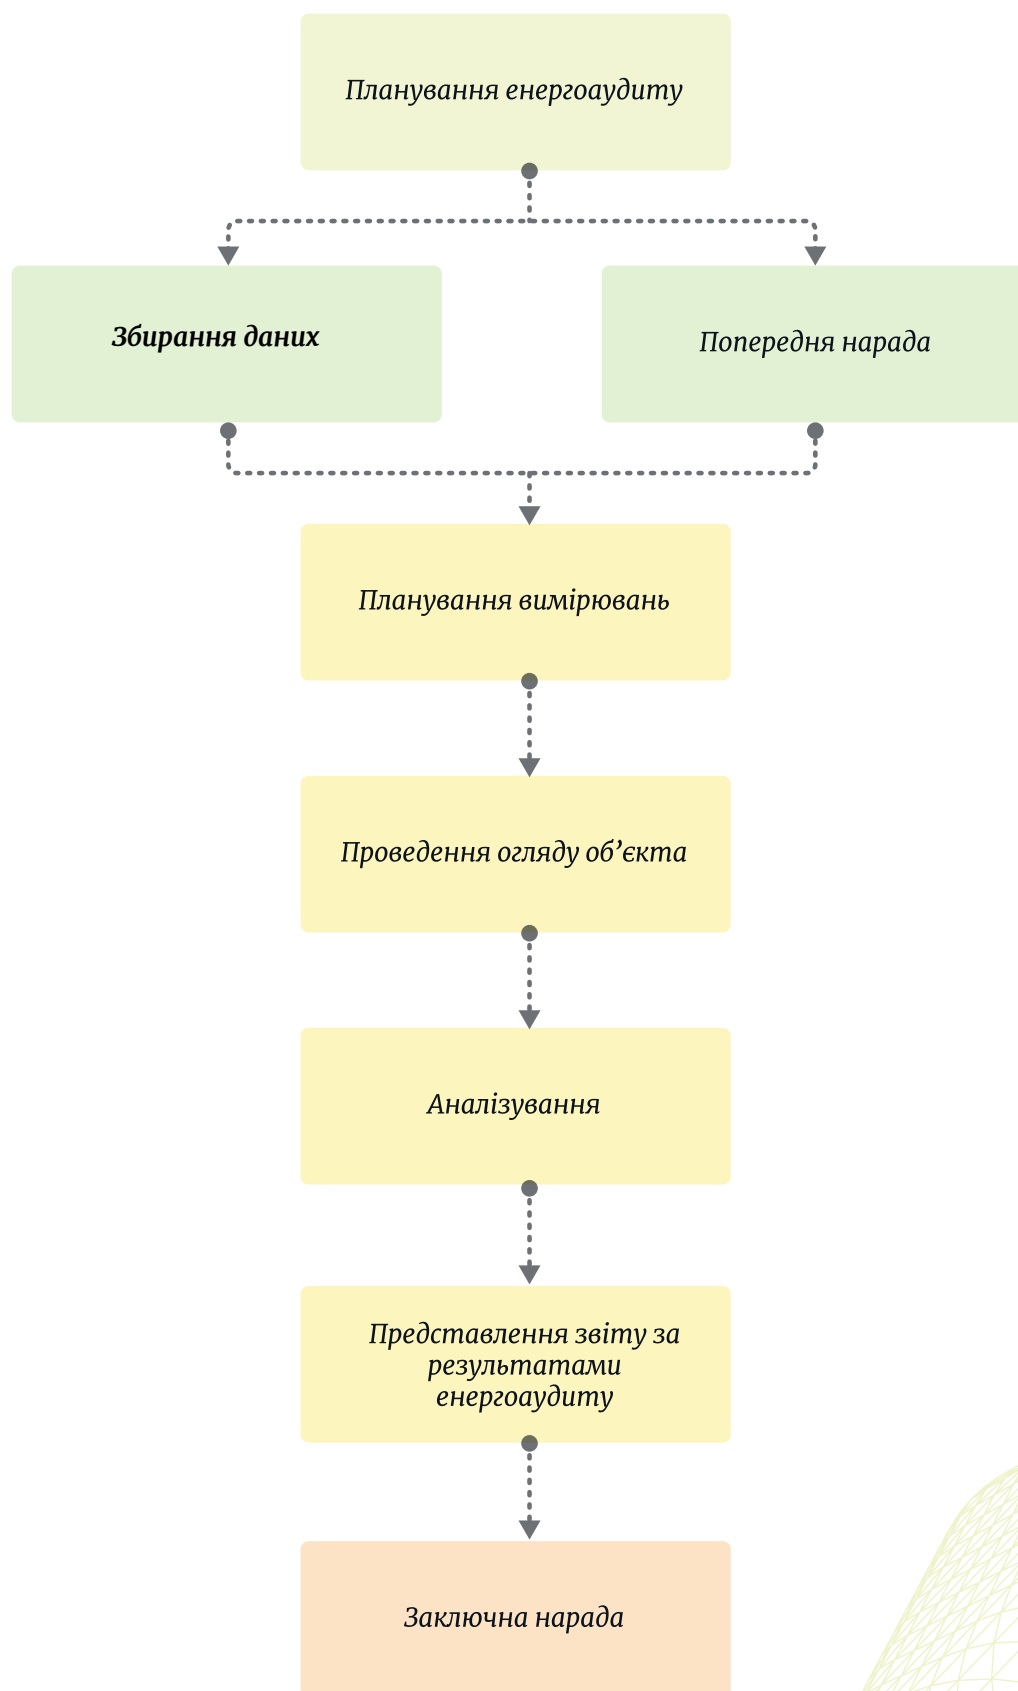 Планування енергоаудиту
Збирання даних
Попередня нарада
Планування вимірювань
Проведення огляду об’єкта
Аналізування
Представлення звіту за
результатами
енергоаудиту
Заключна нарада